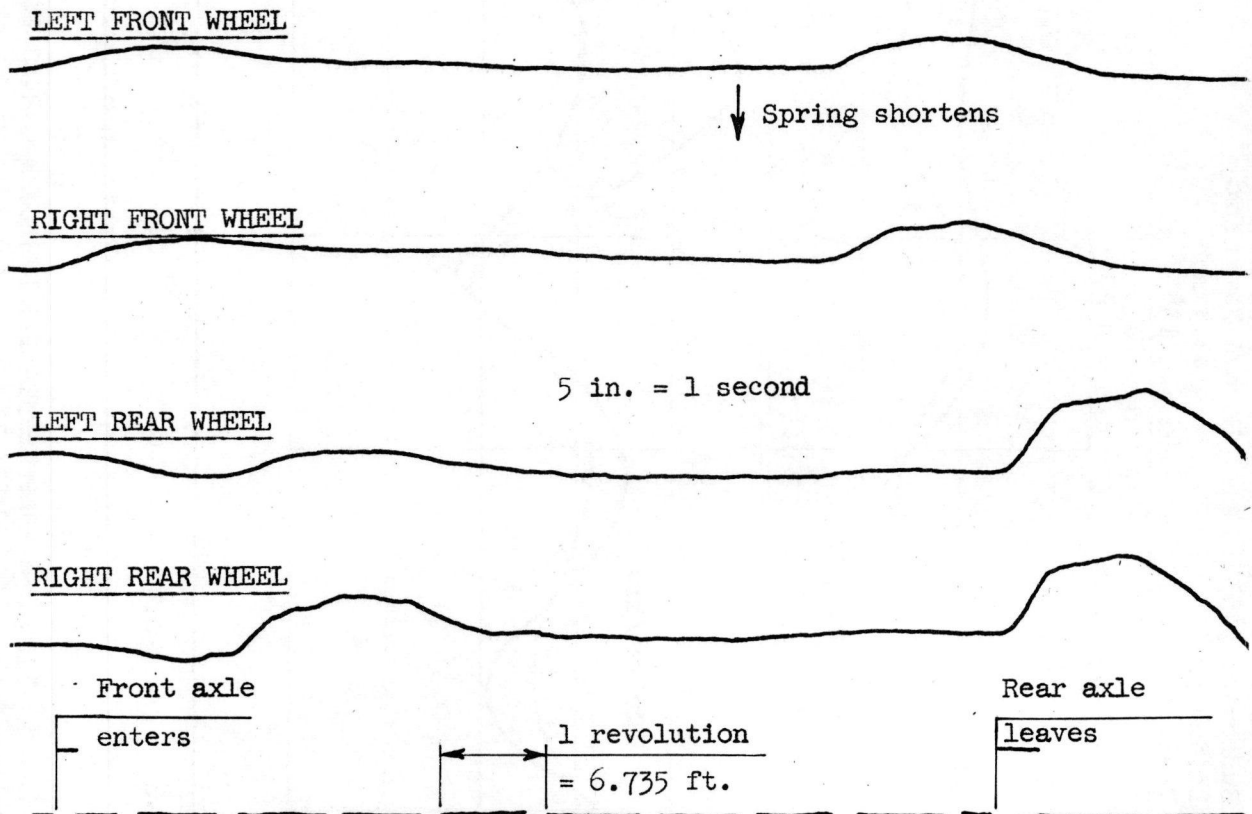 LEFT FRONT WHEEL
Spring shortens
RIGHT FRONT WHEEL
5 in. = 1 second
LEFT REAR WHEEL
RIGHT REAR WHEEL
Front axle
enters
Rear axle
leaves
1 revolution
= 6.735 ft.